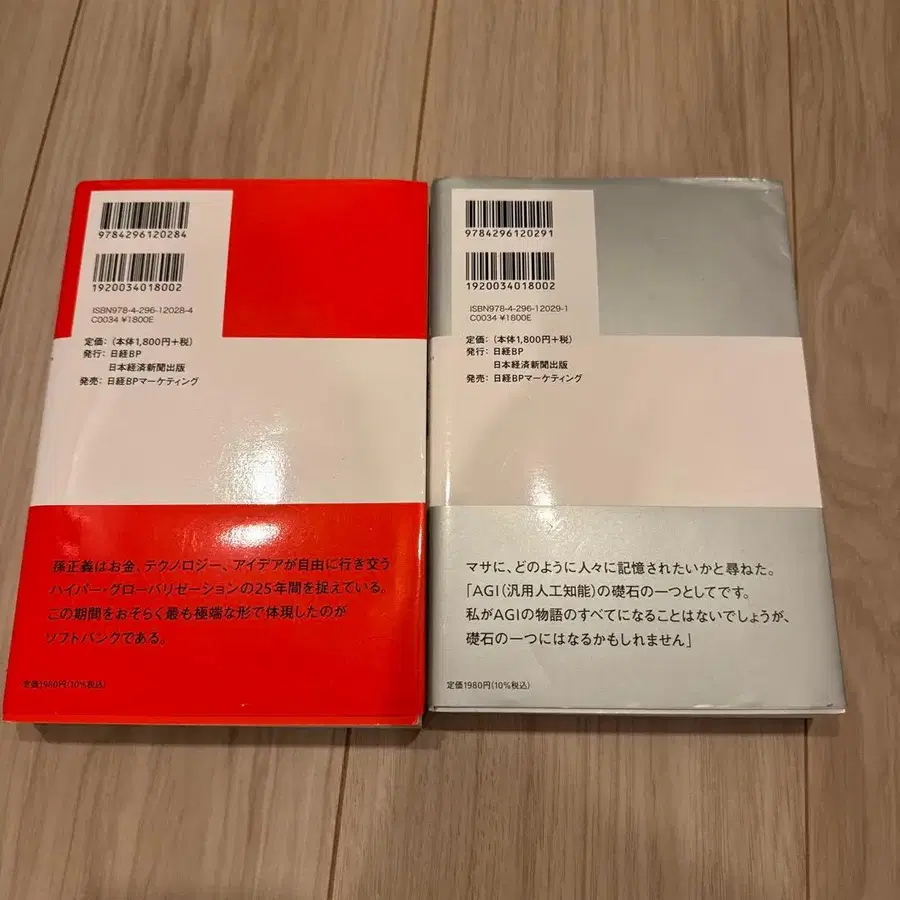 9784296120284
1920034018002
ISBN978-4-296-12028-4
C0034 ¥1800E
定価：（本体1,800円+税）
発行：日経BP
日本経済新聞出版
発売：日経BPマーケティング
孫正義はお金、テクノロジー、アイデアが自由に行き交う
ハイパー・グローバリゼーションの25年間を捉えている。
この期間をおそらく最も極端な形で体現したのが
ソフトバンクである。
定価1980円(10%税込)
9784296120291
1920034018002
ISBN978-4-296-12029-1
C0034 ¥1800E
定価：（本体1,800円+税）
発行：日経BP
日本経済新聞出版
発売：日経BPマーケティング
マサに、どのように人々に記憶されたいかと尋ねた。
「AGI（汎用人工知能）の礎石の一つとしてです。
私がAGIの物語のすべてになることはないでしょうが、
礎石の一つにはなるかもしれません」
定価1980円(10%税込)